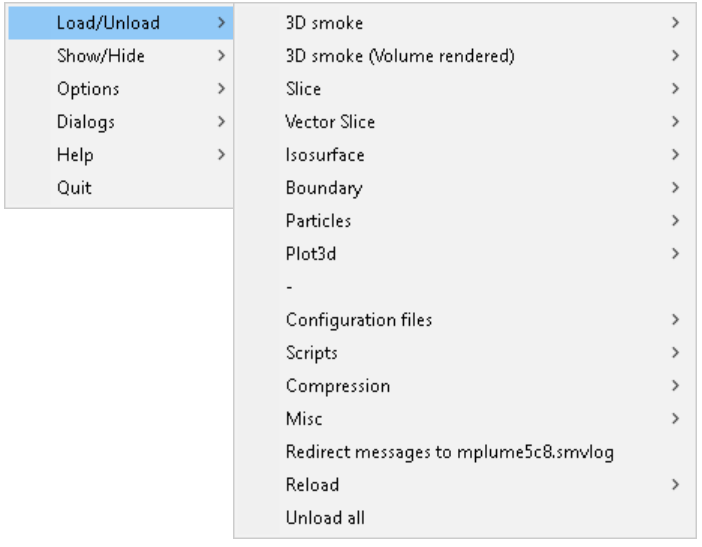 Load/Unload
Show/Hide
Options
Dialogs
Help
Quit
3D smoke
3D smoke (Volume rendered)
Slice
Vector Slice
Isosurface
Boundary
Particles
Plot3d
-
Configuration files
Scripts
Compression
Misc
Redirect messages to mplume5c8.smvlog
Reload
Unload all